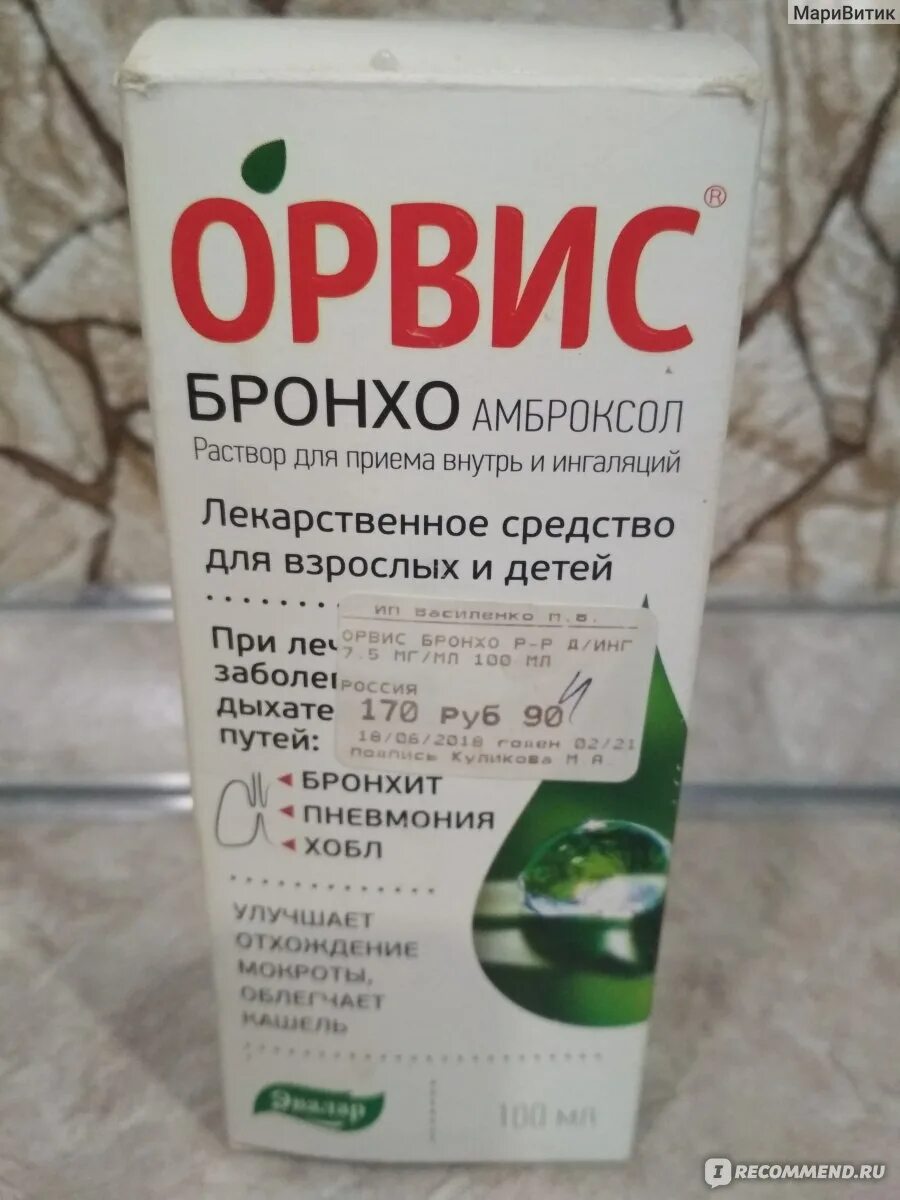 МариВитик
ОРВИС®
БРОНХО АМБРОКСОЛ
Раствор для приема внутрь и ингаляций
Лекарственное средство
для взрослых и детей
ИП Василенко М.В.
ОРВИС БРОНХО Р-Р Д/ИНГ
7.5 МГ/МЛ 100 МЛ
РОССИЯ
170 руб 90
18/06/2018 годен 02/21
Подпись Куликова М А
При леч
заболе
дыхате
путей:
БРОНХИТ
ПНЕВМОНИЯ
ХОБЛ
УЛУЧШАЕТ
ОТХОЖДЕНИЕ
МОКРОТЫ,
ОБЛЕГЧАЕТ
КАШЕЛЬ
Эвалар
100 мл
IRECOMMEND.RU